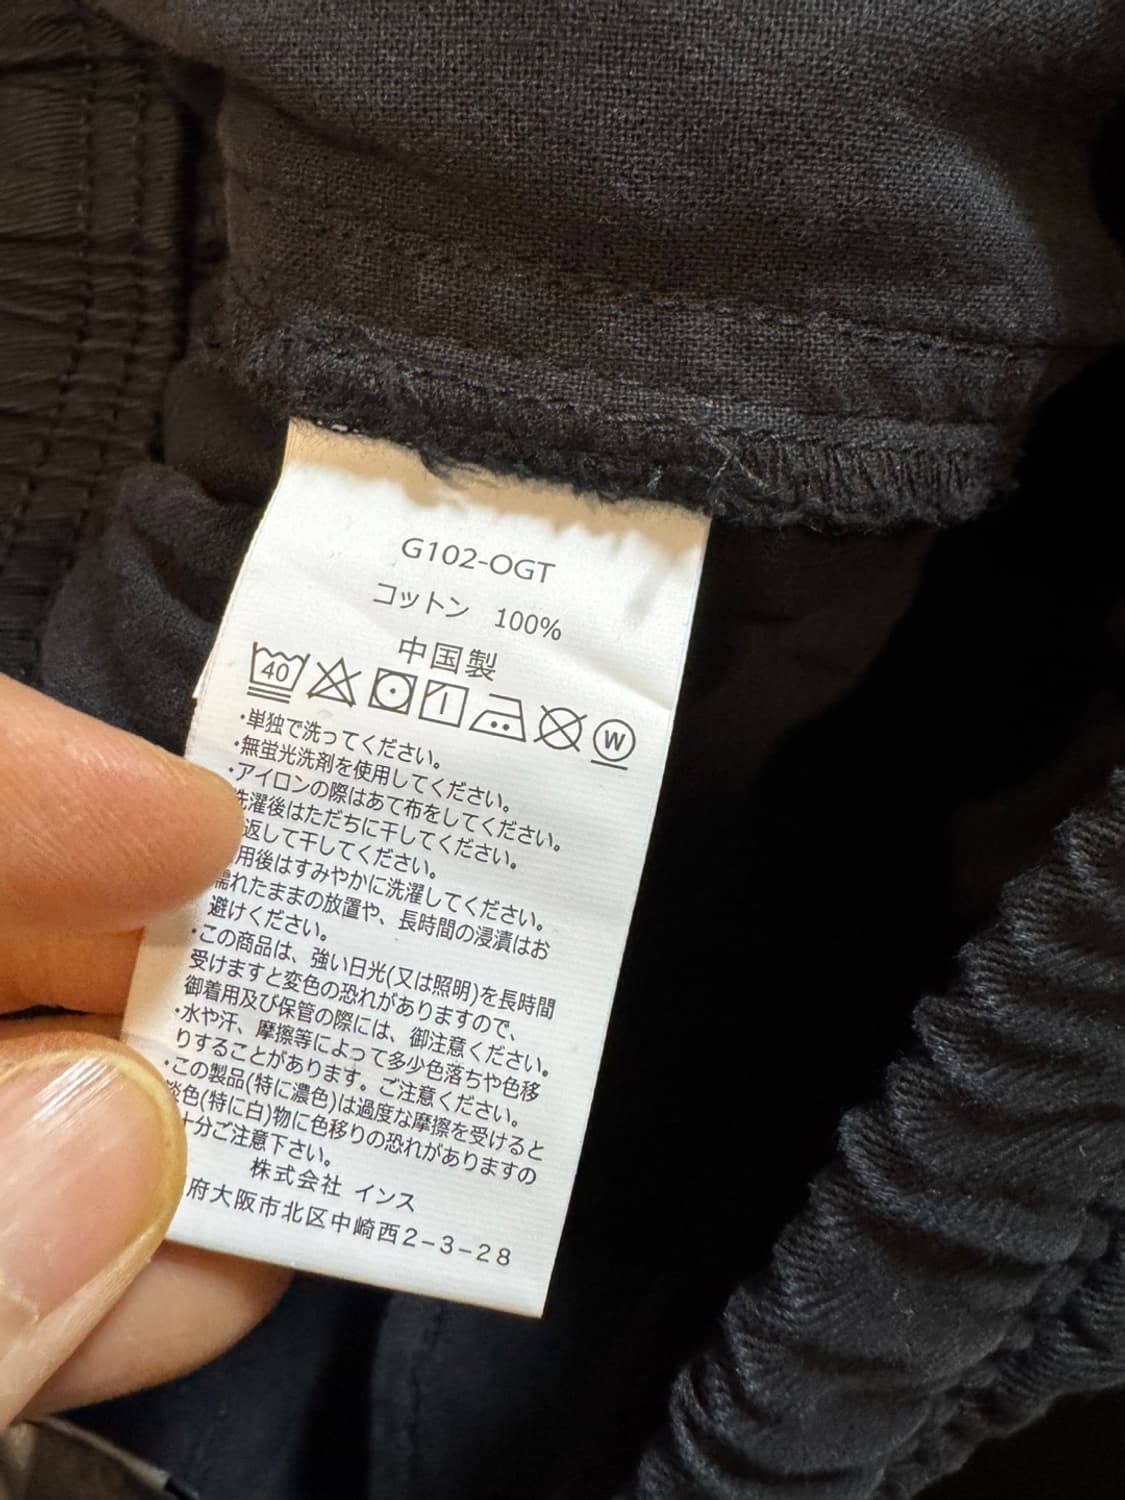 G102-OGT
コットン 100%
中国製
40 W
・単独で洗ってください。
・無蛍光洗剤を使用してください。
・アイロンの際はあて布をしてください。
洗濯後はただちに干してください。
返して干してください。
用後はすみやかに洗濯してください。
濡れたままの放置や、長時間の浸漬はお
避けください。
・この商品は、強い日光(又は照明)を長時間
受けますと変色の恐れがありますので、
御着用及び保管の際には、御注意ください。
・水や汗、摩擦等によって多少色落ちや色移
りすることがあります。ご注意ください。
・この製品(特に濃色)は過度な摩擦を受けると
淡色(特に白)物に色移りの恐れがありますの
十分ご注意下さい。
株式会社 インス
府大阪市北区中崎西2-3-28